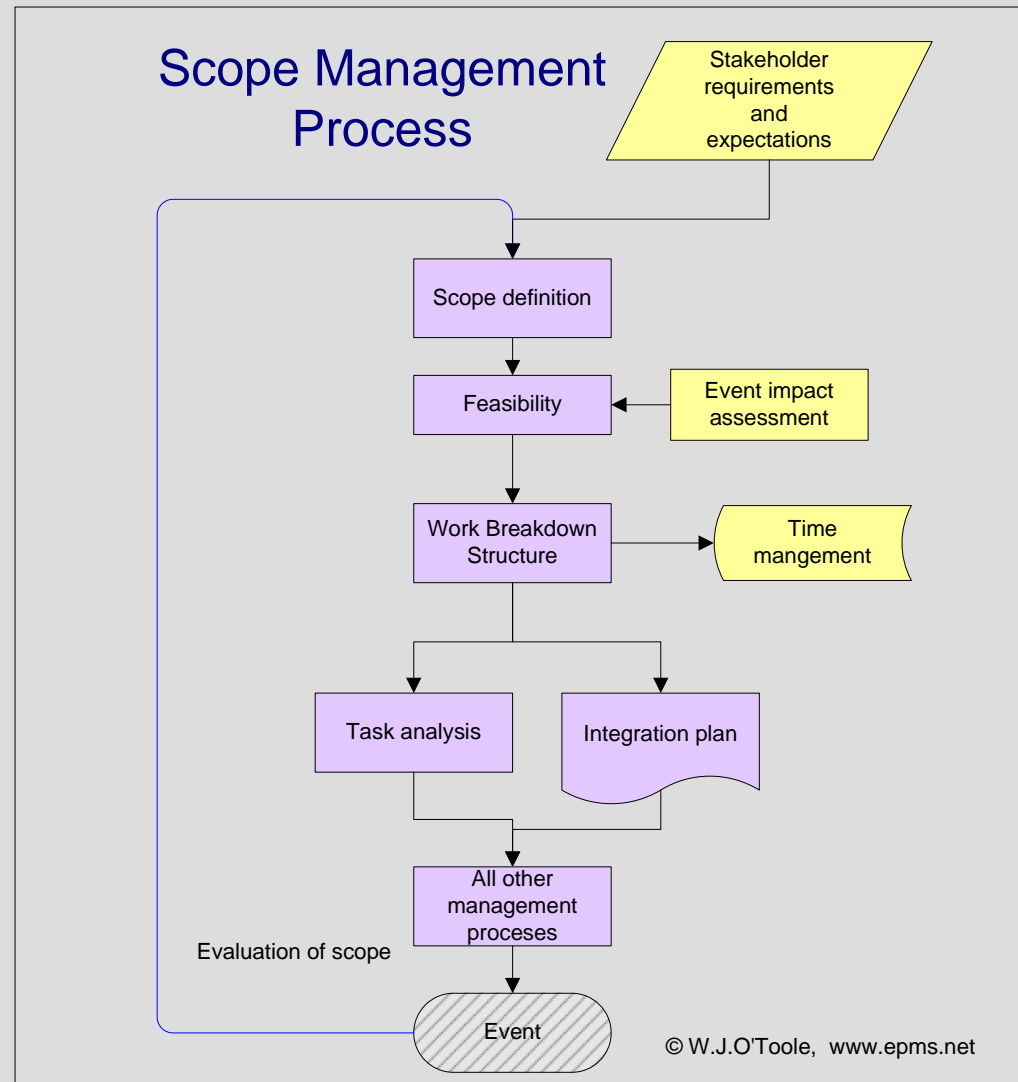 Scope Management
Process
Stakeholder
requirements
and
expectations
Scope definition
Feasibility
Event impact
assessment
Work Breakdown
Structure
Time
mangement
Task analysis
Integration plan
All other
management
proceses
Evaluation of scope
Event
© W.J.O'Toole, www.epms.net